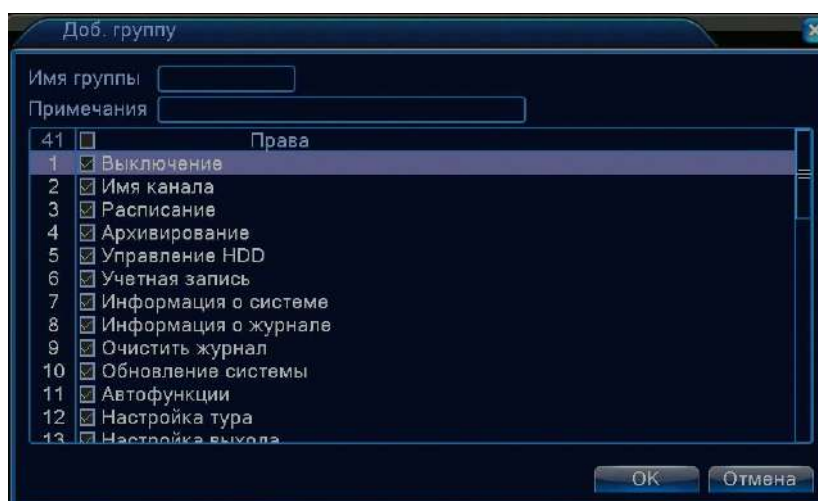 Доб. группу
Имя группы
Примечания
41 Права
1 Выключение
2 Имя канала
3 Расписание
4 Архивирование
5 Управление HDD
6 Учетная запись
7 Информация о системе
8 Информация о журнале
9 Очистить журнал
10 Обновление системы
11 Автофункции
12 Настройка тура
13 Настройка выхода
OK Отмена